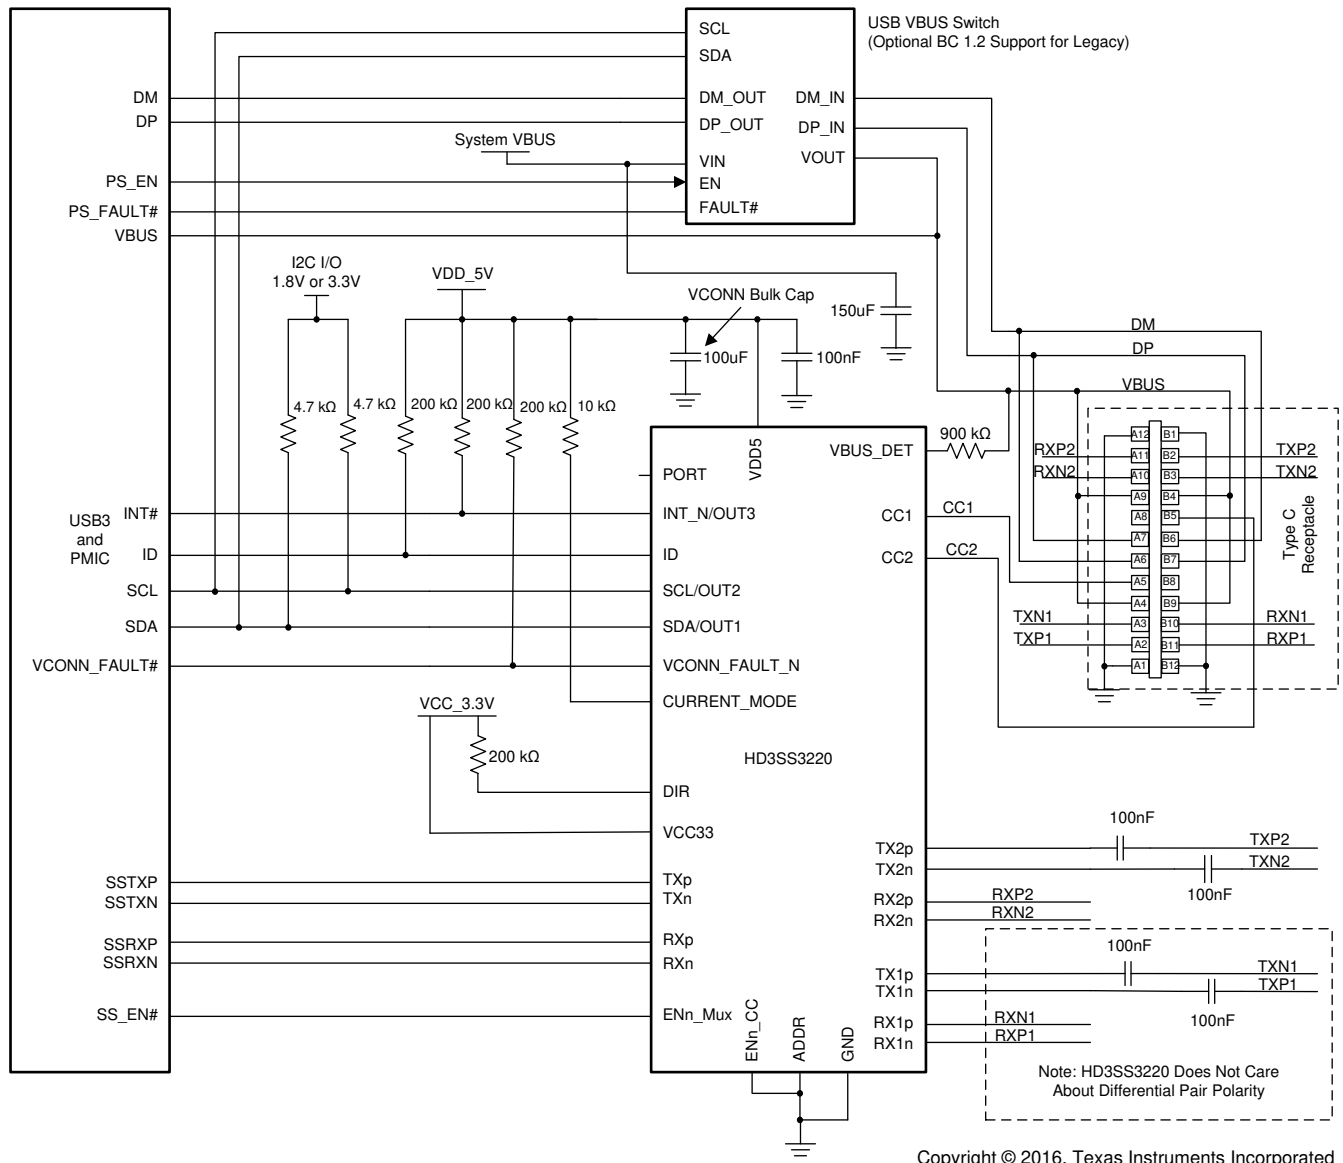 SCL
SDA
USB VBUS Switch
(Optional BC 1.2 Support for Legacy)
DM
DM_OUT
DM_IN
DP
DP_OUT
DP_IN
System VBUS
VIN
VOUT
PS_EN
EN
PS_FAULT#
FAULT#
VBUS
I2C I/O
1.8V or 3.3V
VDD_5V
VCONN Bulk Cap
150uF
100uF
100nF
DM
DP
VBUS
4.7 kΩ
4.7 kΩ
200 kΩ
200 kΩ
200 kΩ
10 kΩ
900 kΩ
VBUS_DET
VDD5
PORT
USB3
and
PMIC
INT#
INT_N/OUT3
CC1
CC1
ID
ID
CC2
CC2
SCL
SCL/OUT2
SDA
SDA/OUT1
VCONN_FAULT#
VCONN_FAULT_N
CURRENT_MODE
A12
B1
RXP2
A11
B2
TXP2
RXN2
A10
B3
TXN2
A9
B4
A8
B5
A7
B6
A6
B7
A5
B8
A4
B9
TXN1
A3
B10
RXN1
TXP1
A2
B11
RXP1
A1
B12
Type C
Receptacle
VCC_3.3V
200 kΩ
HD3SS3220
DIR
VCC33
100nF
TX2p
TXP2
TX2n
TXN2
100nF
SSTXP
TXp
SSTXN
TXn
RX2p
RXP2
RX2n
RXN2
SSRXP
RXp
SSRXN
RXn
100nF
TX1p
TXN1
TX1n
TXP1
100nF
SS_EN#
ENn_Mux
RX1p
RXN1
RX1n
RXP1
ENn_CC
ADDR
GND
Note: HD3SS3220 Does Not Care
About Differential Pair Polarity
Copyright © 2016, Texas Instruments Incorporated